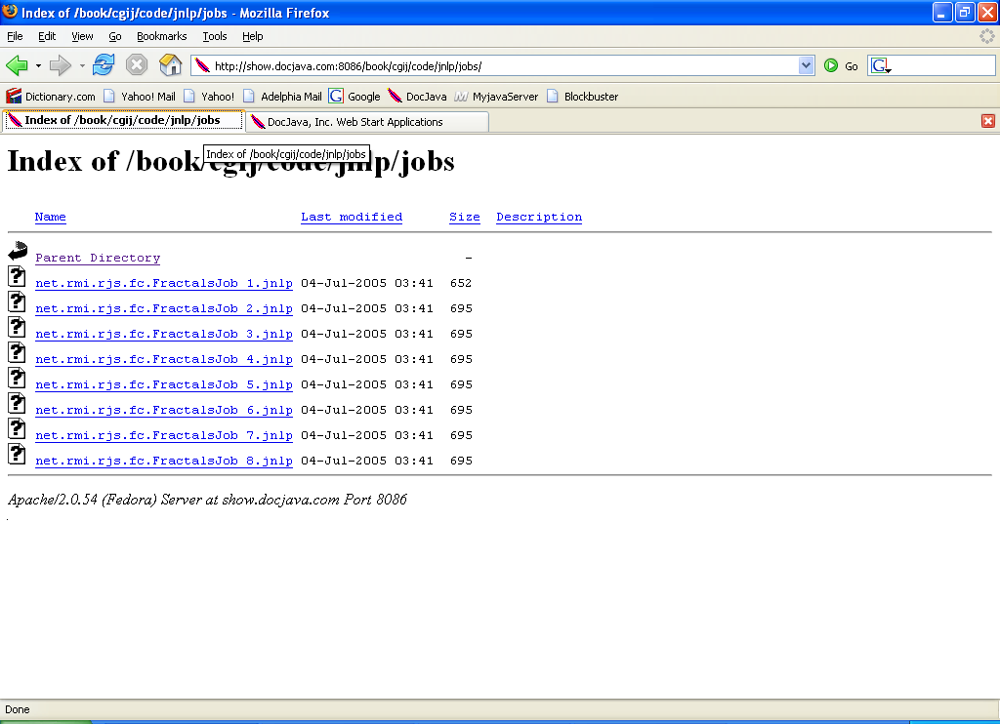 Index of /book/cgij/code/jnlp/jobs - Mozilla Firefox
File Edit View Go Bookmarks Tools Help
http://show.docjava.com:8086/book/cgij/code/jnlp/jobs/ Go G
Dictionary.com Yahoo! Mail Yahoo! Adelphia Mail G Google DocJava MyjavaServer Blockbuster
Index of /book/cgij/code/jnlp/jobs DocJava, Inc. Web Start Applications
Index of /book/cgij/code/jnlp/jobs
Index of /book/cgij/code/jnlp/jobs
Name Last modified Size Description
Parent Directory -
net.rmi.rjs.fc.FractalsJob 1.jnlp 04-Jul-2005 03:41 652
net.rmi.rjs.fc.FractalsJob 2.jnlp 04-Jul-2005 03:41 695
net.rmi.rjs.fc.FractalsJob 3.jnlp 04-Jul-2005 03:41 695
net.rmi.rjs.fc.FractalsJob 4.jnlp 04-Jul-2005 03:41 695
net.rmi.rjs.fc.FractalsJob 5.jnlp 04-Jul-2005 03:41 695
net.rmi.rjs.fc.FractalsJob 6.jnlp 04-Jul-2005 03:41 695
net.rmi.rjs.fc.FractalsJob 7.jnlp 04-Jul-2005 03:41 695
net.rmi.rjs.fc.FractalsJob 8.jnlp 04-Jul-2005 03:41 695
Apache/2.0.54 (Fedora) Server at show.docjava.com Port 8086
Done